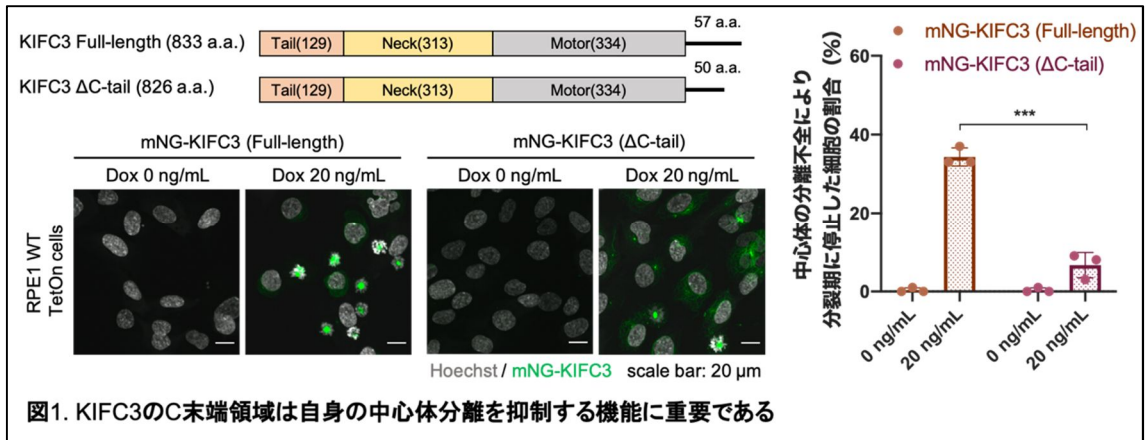 57 a.a.
KIFC3 Full-length (833 a.a.)
Tail(129) Neck(313) Motor(334)
50 a.a.
KIFC3 ΔC-tail (826 a.a.)
Tail(129) Neck(313) Motor(334)
mNG-KIFC3 (Full-length) mNG-KIFC3 (ΔC-tail)
Dox 0 ng/mL Dox 20 ng/mL Dox 0 ng/mL Dox 20 ng/mL
RPE1 WT
TetOn cells
Hoechst / mNG-KIFC3 scale bar: 20 μm
mNG-KIFC3 (Full-length)
mNG-KIFC3 (ΔC-tail)
中心体の分離不全により
分裂期に停止した細胞の割合 (%)
60
40
20
0
***
0 ng/mL 20 ng/mL 0 ng/mL 20 ng/mL
図1. KIFC3のC末端領域は自身の中心体分離を抑制する機能に重要である